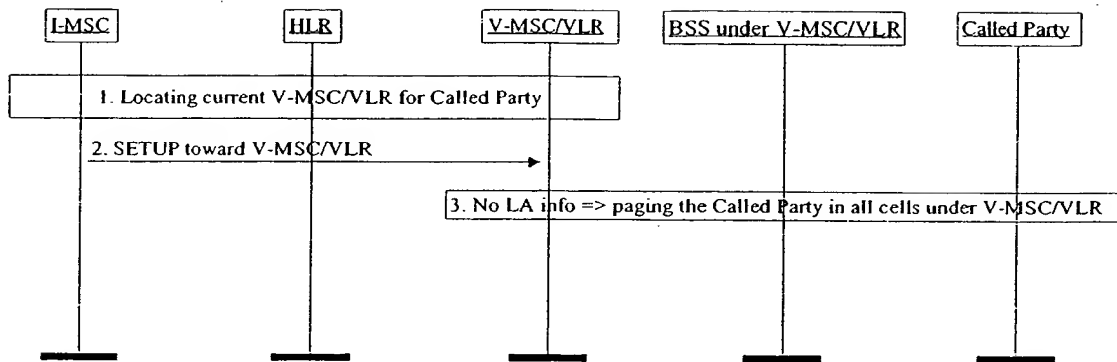 I-MSC
HLR
V-MSC/VLR
BSS under V-MSC/VLR
Called Party
1. Locating current V-MSC/VLR for Called Party
2. SETUP toward V-MSC/VLR
3. No LA info => paging the Called Party in all cells under V-MSC/VLR